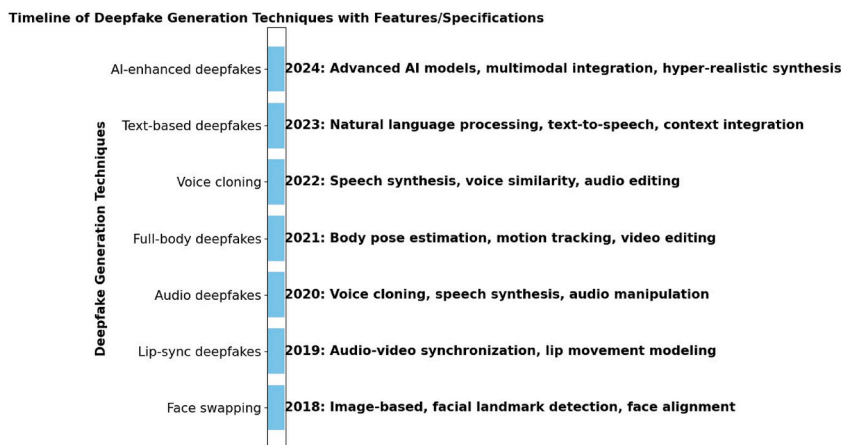 Timeline of Deepfake Generation Techniques with Features/Specifications
Deepfake Generation Techniques
AI-enhanced deepfakes 2024: Advanced AI models, multimodal integration, hyper-realistic synthesis
Text-based deepfakes 2023: Natural language processing, text-to-speech, context integration
Voice cloning 2022: Speech synthesis, voice similarity, audio editing
Full-body deepfakes 2021: Body pose estimation, motion tracking, video editing
Audio deepfakes 2020: Voice cloning, speech synthesis, audio manipulation
Lip-sync deepfakes 2019: Audio-video synchronization, lip movement modeling
Face swapping 2018: Image-based, facial landmark detection, face alignment